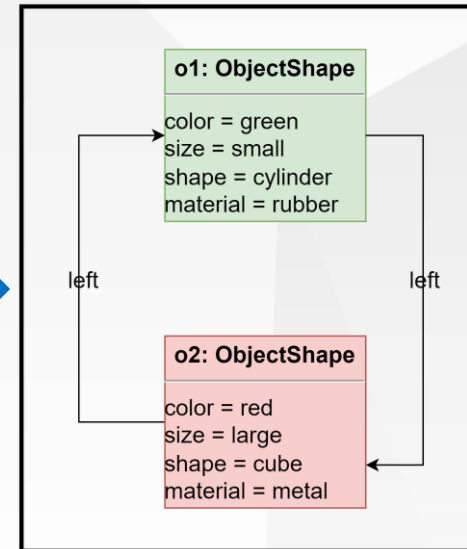 o1: ObjectShape
color = green
size = small
shape = cylinder
material = rubber
left
left
o2: ObjectShape
color = red
size = large
shape = cube
material = metal